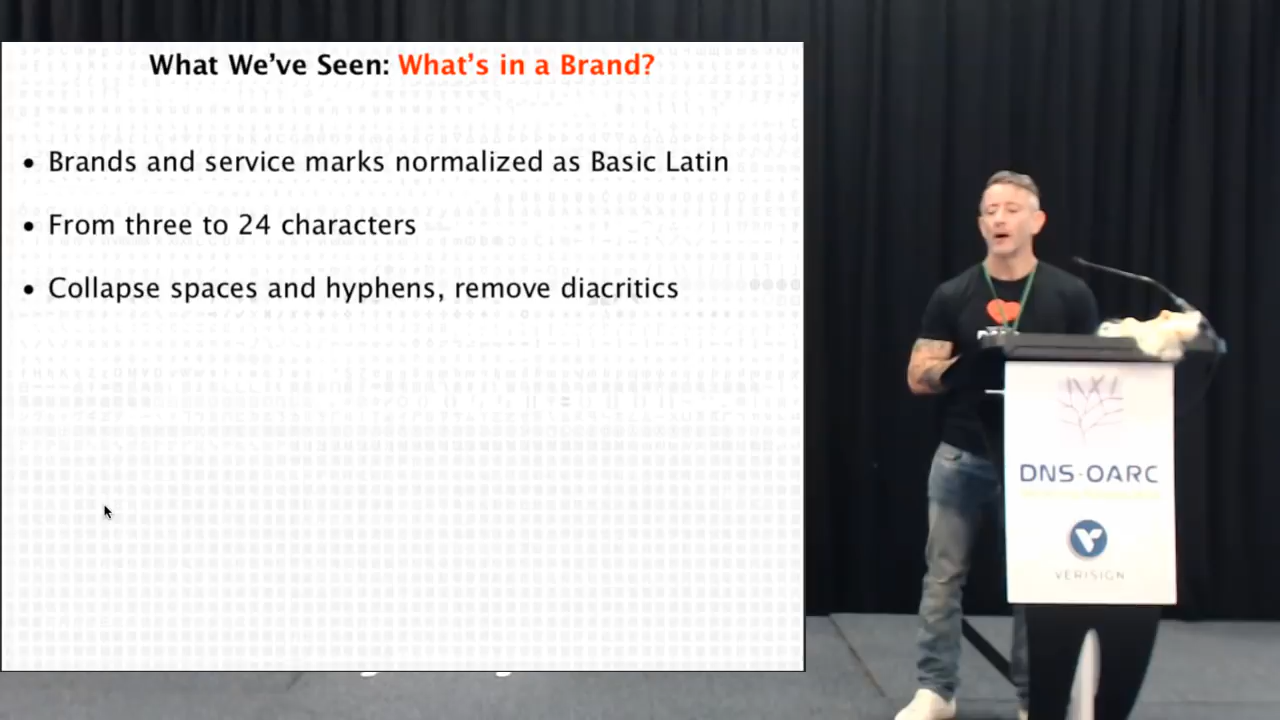 What We've Seen: What's in a Brand?
• Brands and service marks normalized as Basic Latin
• From three to 24 characters
• Collapse spaces and hyphens, remove diacritics
DNS-OARC
VERISIGN